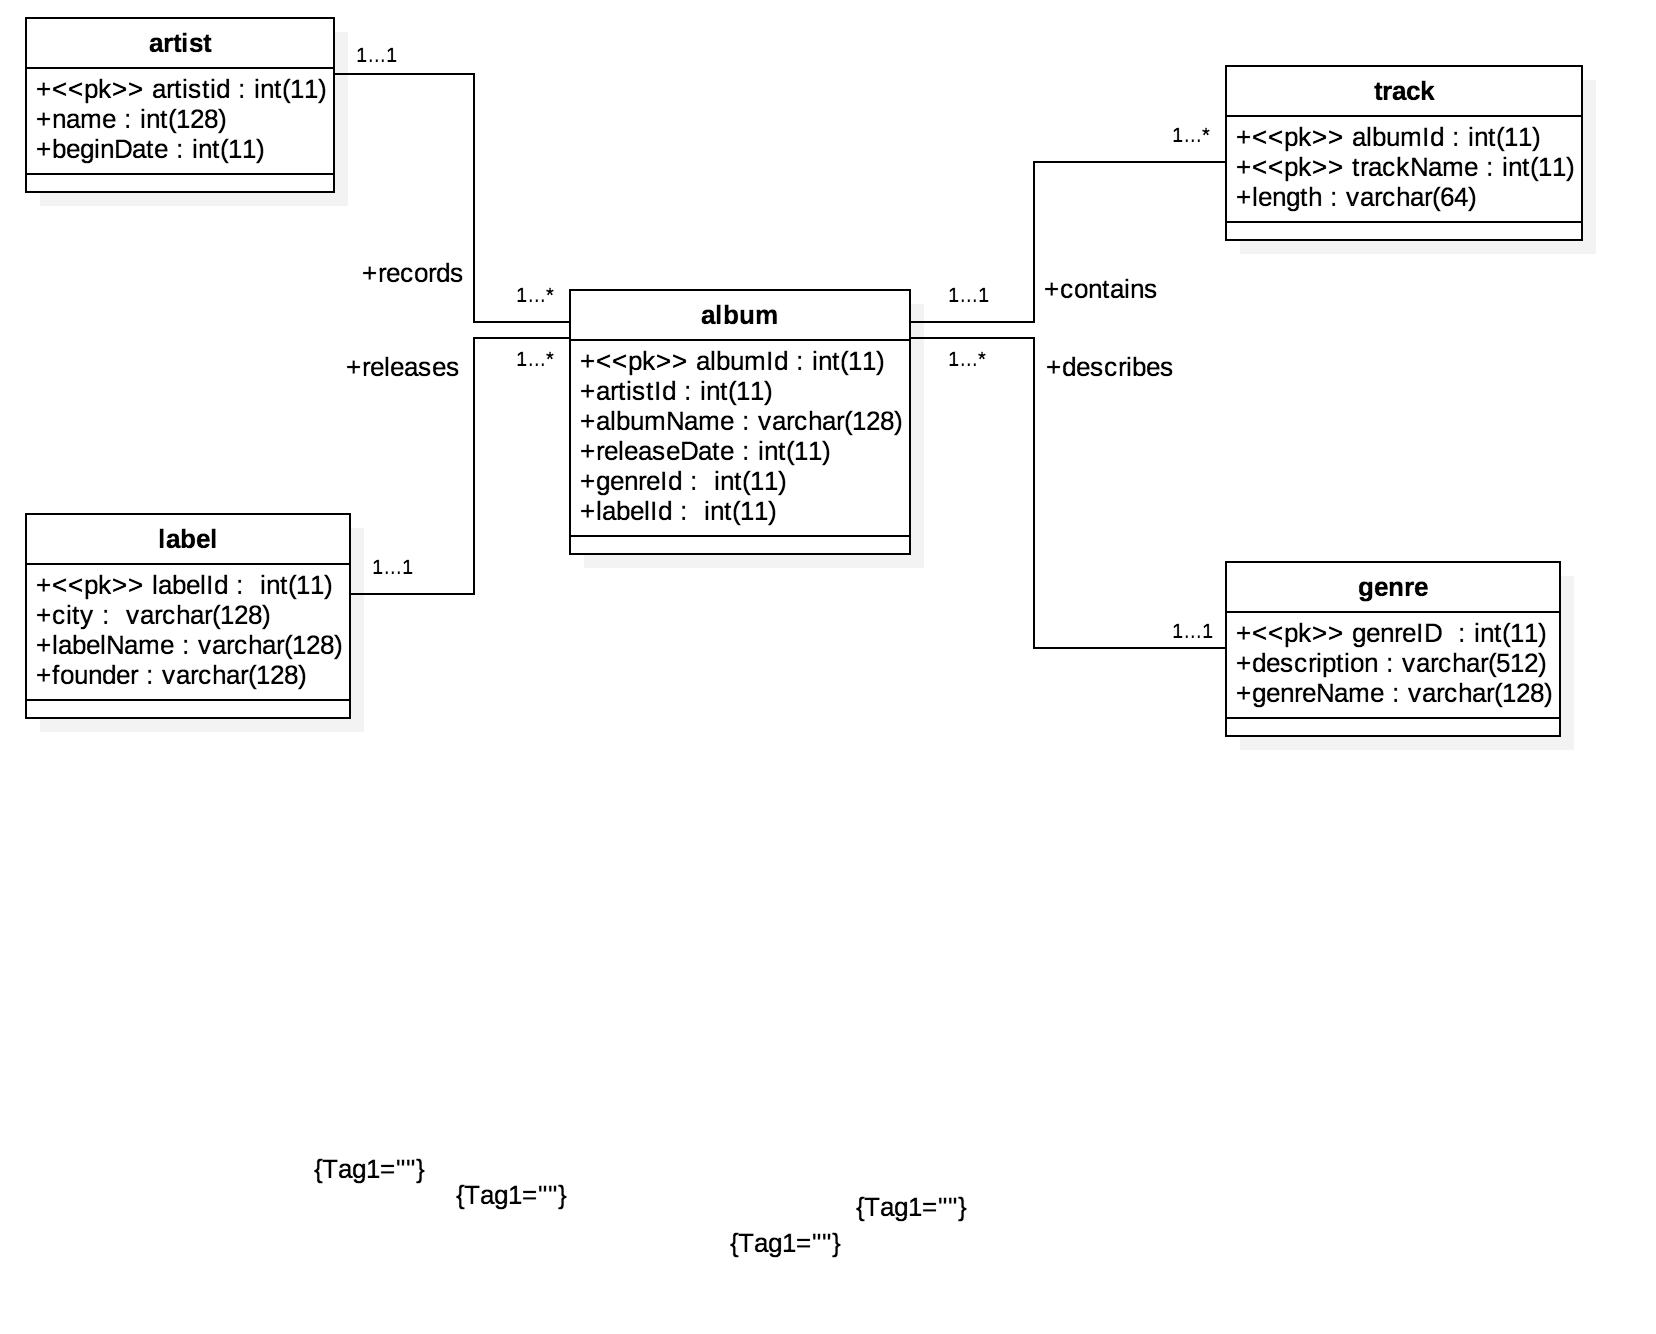 artist
+<<pk>> artistid : int(11)
+name : int(128)
+beginDate : int(11)
1...1
+records
1...*
track
+<<pk>> albumId : int(11)
+<<pk>> trackName : int(11)
+length : varchar(64)
1...*
+contains
1...1
album
+<<pk>> albumId : int(11)
+artistId : int(11)
+albumName : varchar(128)
+releaseDate : int(11)
+genreId :  int(11)
+labelId :  int(11)
+releases
1...*
1...*
+describes
label
+<<pk>> labelId :  int(11)
+city :  varchar(128)
+labelName : varchar(128)
+founder : varchar(128)
1...1
genre
+<<pk>> genreID  : int(11)
+description : varchar(512)
+genreName : varchar(128)
1...1
{Tag1=""}
{Tag1=""}
{Tag1=""}
{Tag1=""}